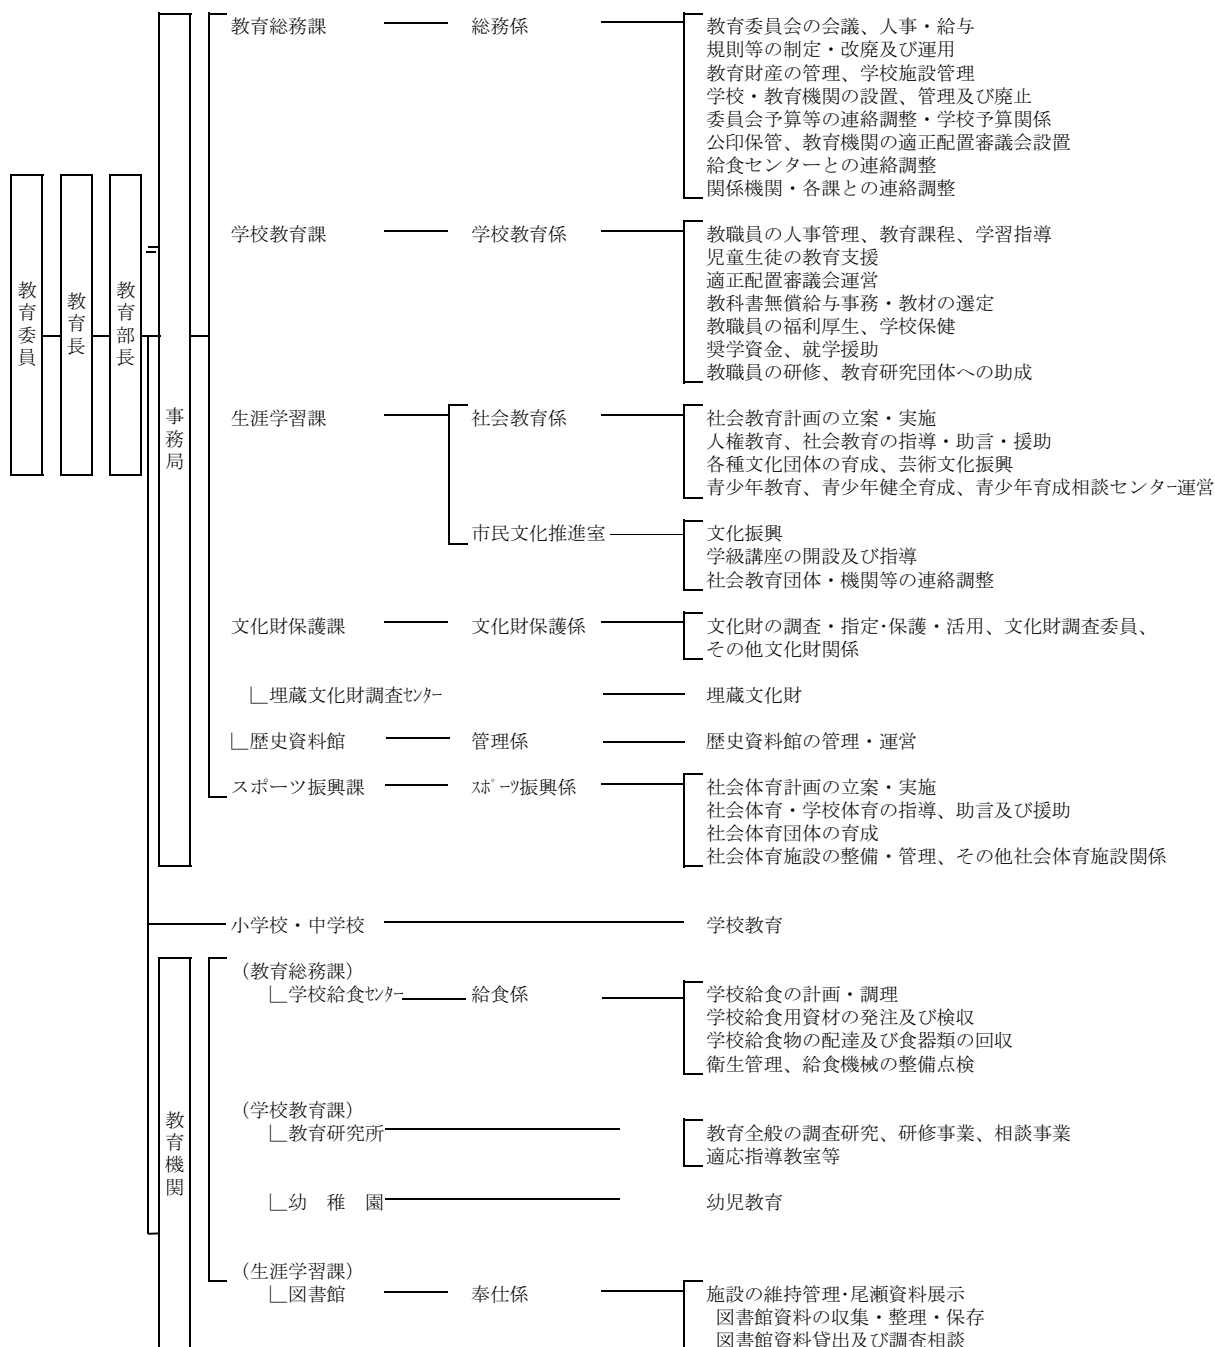 教育委員
教育長
教育部長
事務局
教育総務課 総務係 教育委員会の会議、人事・給与
規則等の制定・改廃及び運用
教育財産の管理、学校施設管理
学校・教育機関の設置、管理及び廃止
委員会予算等の連絡調整・学校予算関係
公印保管、教育機関の適正配置審議会設置
給食センターとの連絡調整
関係機関・各課との連絡調整
学校教育課 学校教育係 教職員の人事管理、教育課程、学習指導
児童生徒の教育支援
適正配置審議会運営
教科書無償給与事務・教材の選定
教職員の福利厚生、学校保健
奨学資金、就学援助
教職員の研修、教育研究団体への助成
生涯学習課 社会教育係 社会教育計画の立案・実施
人権教育、社会教育の指導・助言・援助
各種文化団体の育成、芸術文化振興
青少年教育、青少年健全育成、青少年育成相談センター運営
市民文化推進室 文化振興
学級講座の開設及び指導
社会教育団体・機関等の連絡調整
文化財保護課 文化財保護係 文化財の調査・指定・保護・活用、文化財調査委員、
その他文化財関係
埋蔵文化財調査ｾﾝﾀｰ 埋蔵文化財
歴史資料館 管理係 歴史資料館の管理・運営
スポーツ振興課 ｽﾎﾟｰﾂ振興係 社会体育計画の立案・実施
社会体育・学校体育の指導、助言及び援助
社会体育団体の育成
社会体育施設の整備・管理、その他社会体育施設関係
小学校・中学校 学校教育
教育機関
（教育総務課）
学校給食ｾﾝﾀｰ 給食係 学校給食の計画・調理
学校給食用資材の発注及び検収
学校給食物の配達及び食器類の回収
衛生管理、給食機械の整備点検
（学校教育課）
教育研究所 教育全般の調査研究、研修事業、相談事業
適応指導教室等
幼　稚　園 幼児教育
（生涯学習課）
図書館 奉仕係 施設の維持管理・尾瀬資料展示
図書館資料の収集・整理・保存
図書館資料貸出及び調査相談